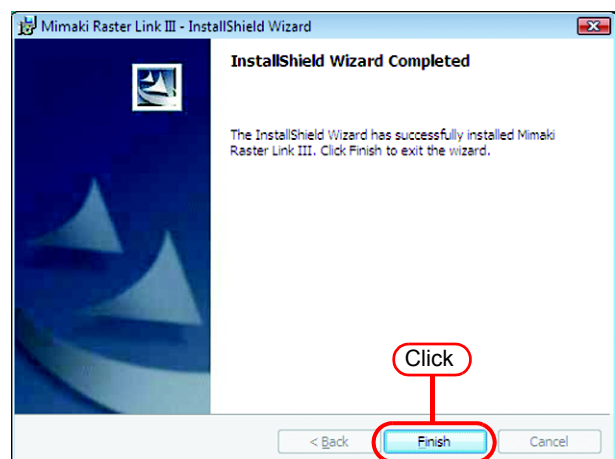 Mimaki Raster Link III - InstallShield Wizard
InstallShield Wizard Completed
The InstallShield Wizard has successfully installed Mimaki
Raster Link III. Click Finish to exit the wizard.
Click
< Back
Finish
Cancel